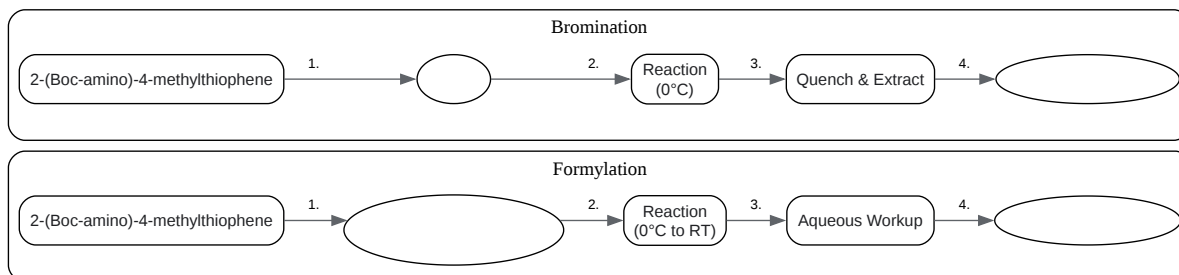 Bromination
2-(Boc-amino)-4-methylthiophene
1.
2.
Reaction
(0°C)
3.
Quench & Extract
4.
Formylation
2-(Boc-amino)-4-methylthiophene
1.
2.
Reaction
(0°C to RT)
3.
Aqueous Workup
4.